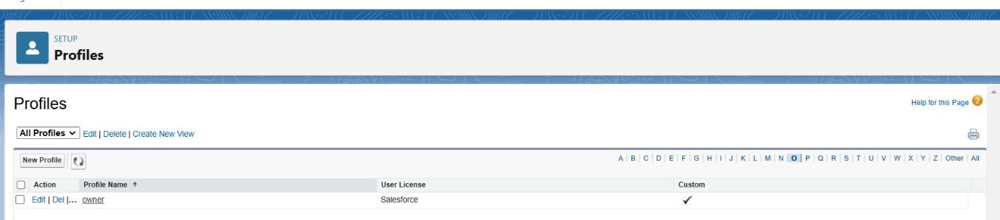 SETUP
Profiles
Profiles
Help for this Page ?
All Profiles Edit | Delete | Create New View
New Profile A | B | C | D | E | F | G | H | I | J | K | L | M | N | O | P | Q | R | S | T | U | V | W | X | Y | Z | Other | All
Action Profile Name ↑ User License Custom
Edit | Del |... owner Salesforce ✓